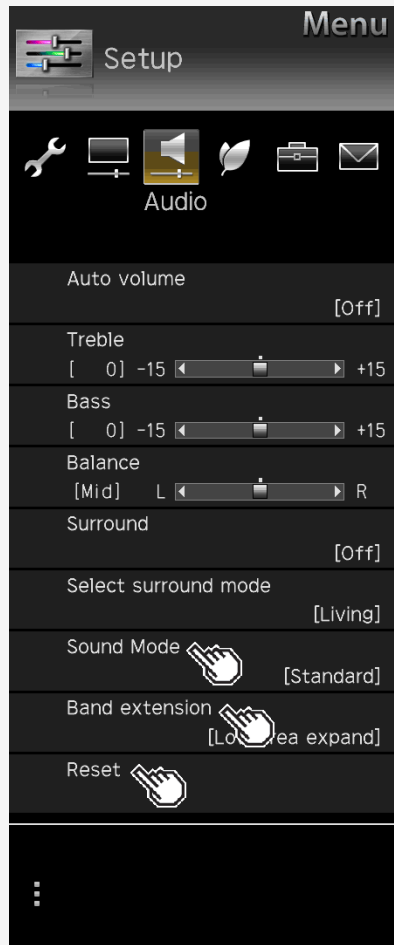 Menu
Setup
Audio
Auto volume
[Off]
Treble
[ 0] -15 +15
Bass
[ 0] -15 +15
Balance
[Mid] L R
Surround
[Off]
Select surround mode
[Living]
Sound Mode
[Standard]
Band extension
expand]
Reset